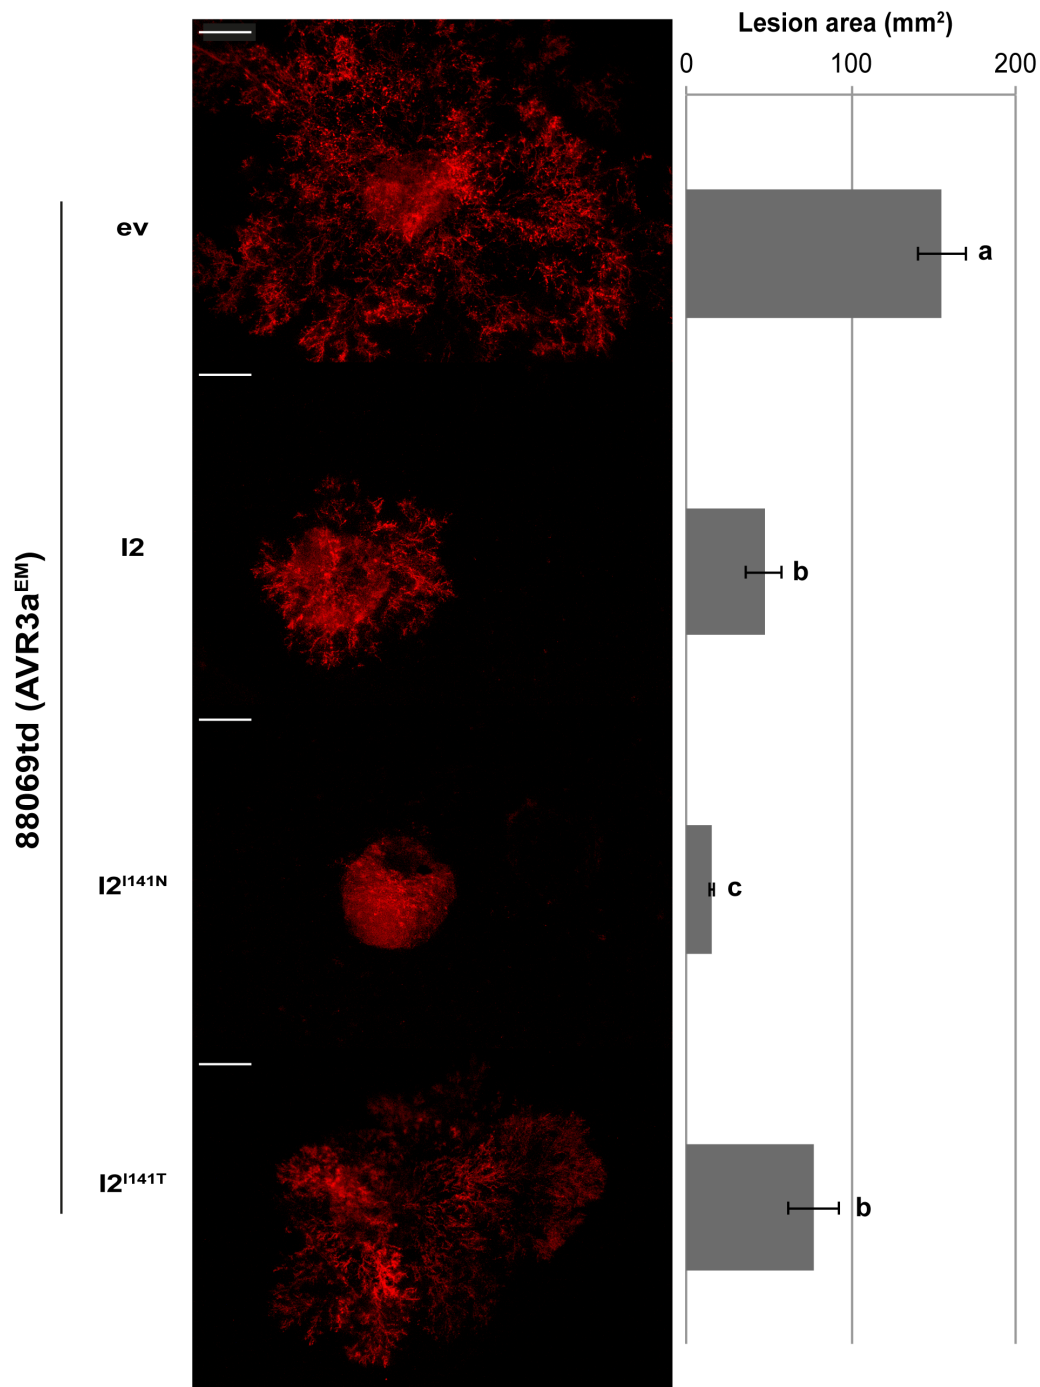 Lesion area (mm²)
0 100 200
88069td (AVR3aᴱᴹ)
ev
a
I2
b
I2ᴵ¹⁴¹ᴺ
c
I2ᴵ¹⁴¹ᵀ
b